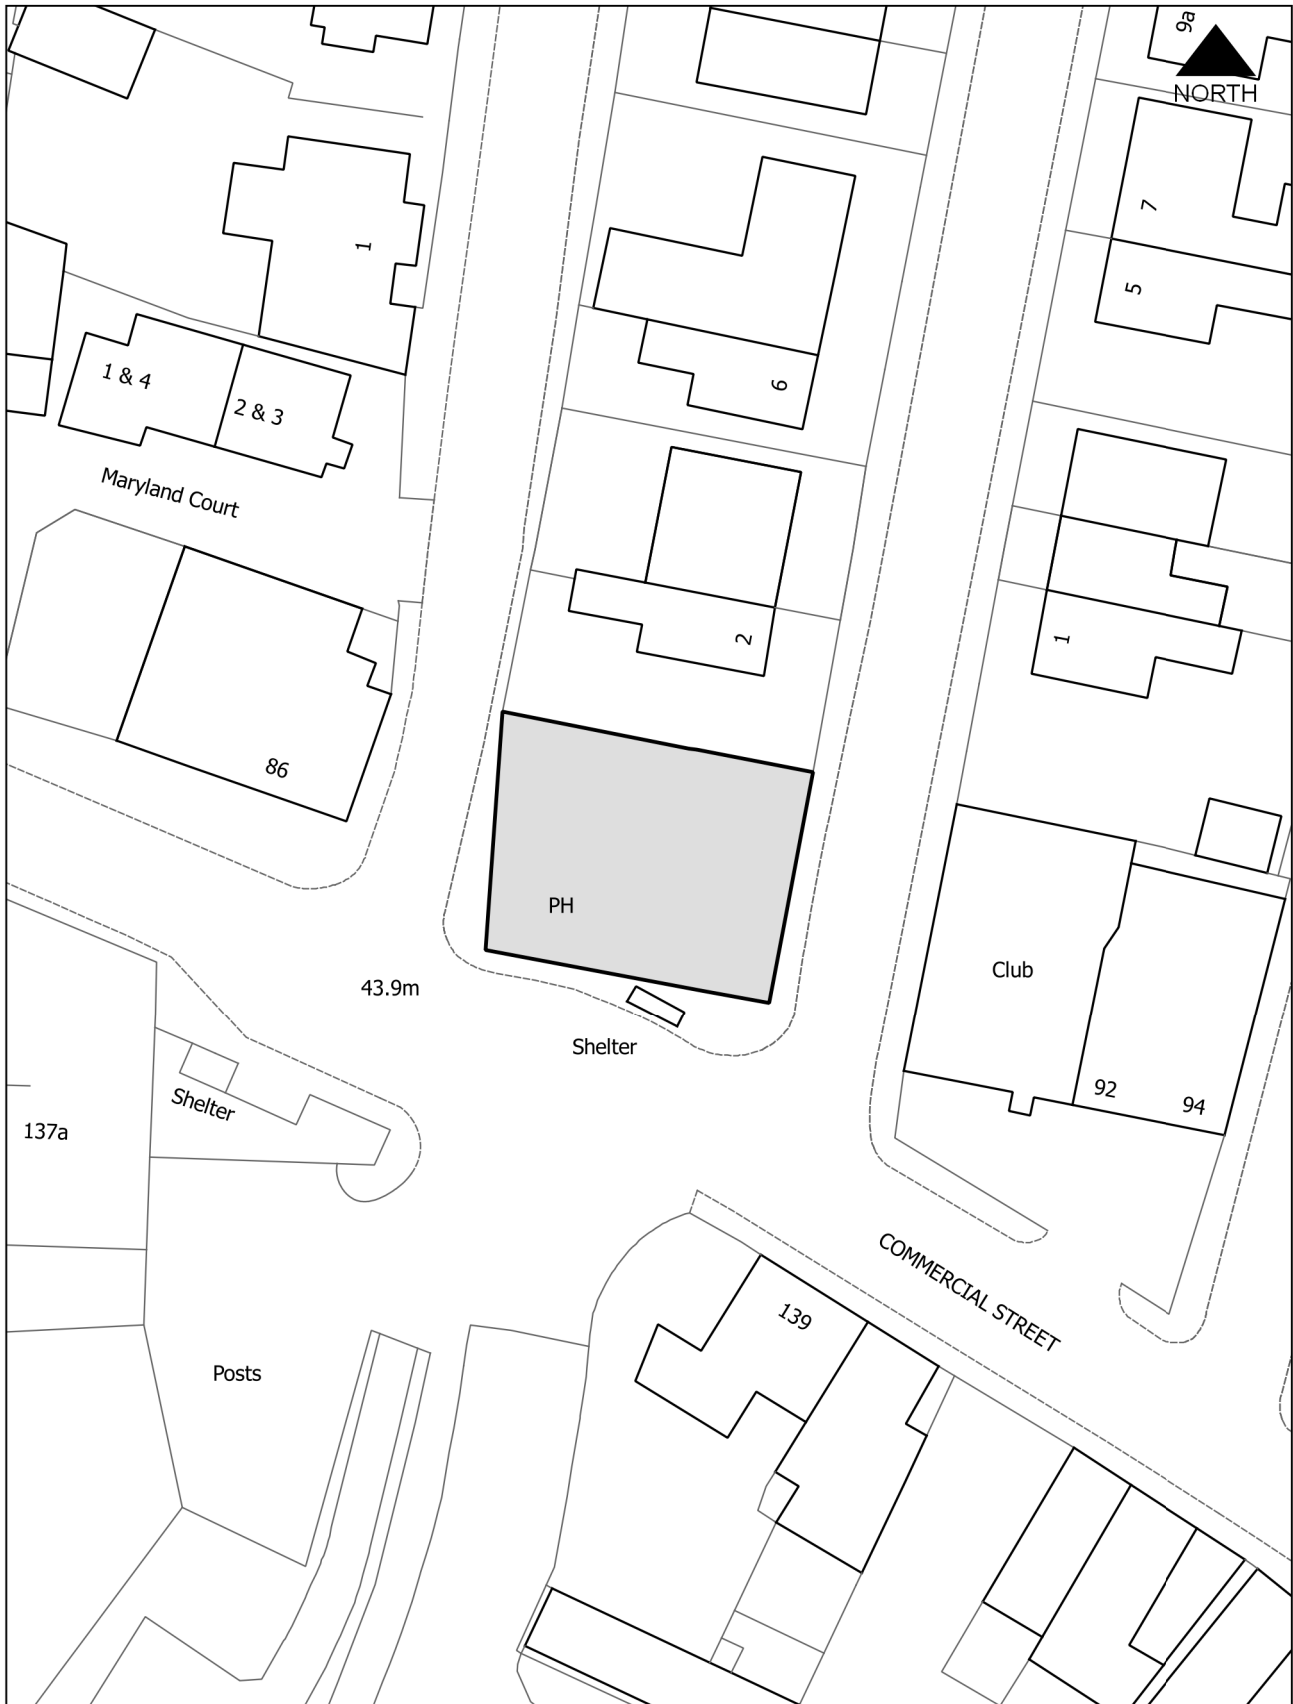 9a
NORTH
7
1
5
1 & 4
2 & 3
6
Maryland Court
2
1
86
PH
Club
43.9m
Shelter
Shelter
92
94
137a
COMMERCIAL STREET
139
Posts